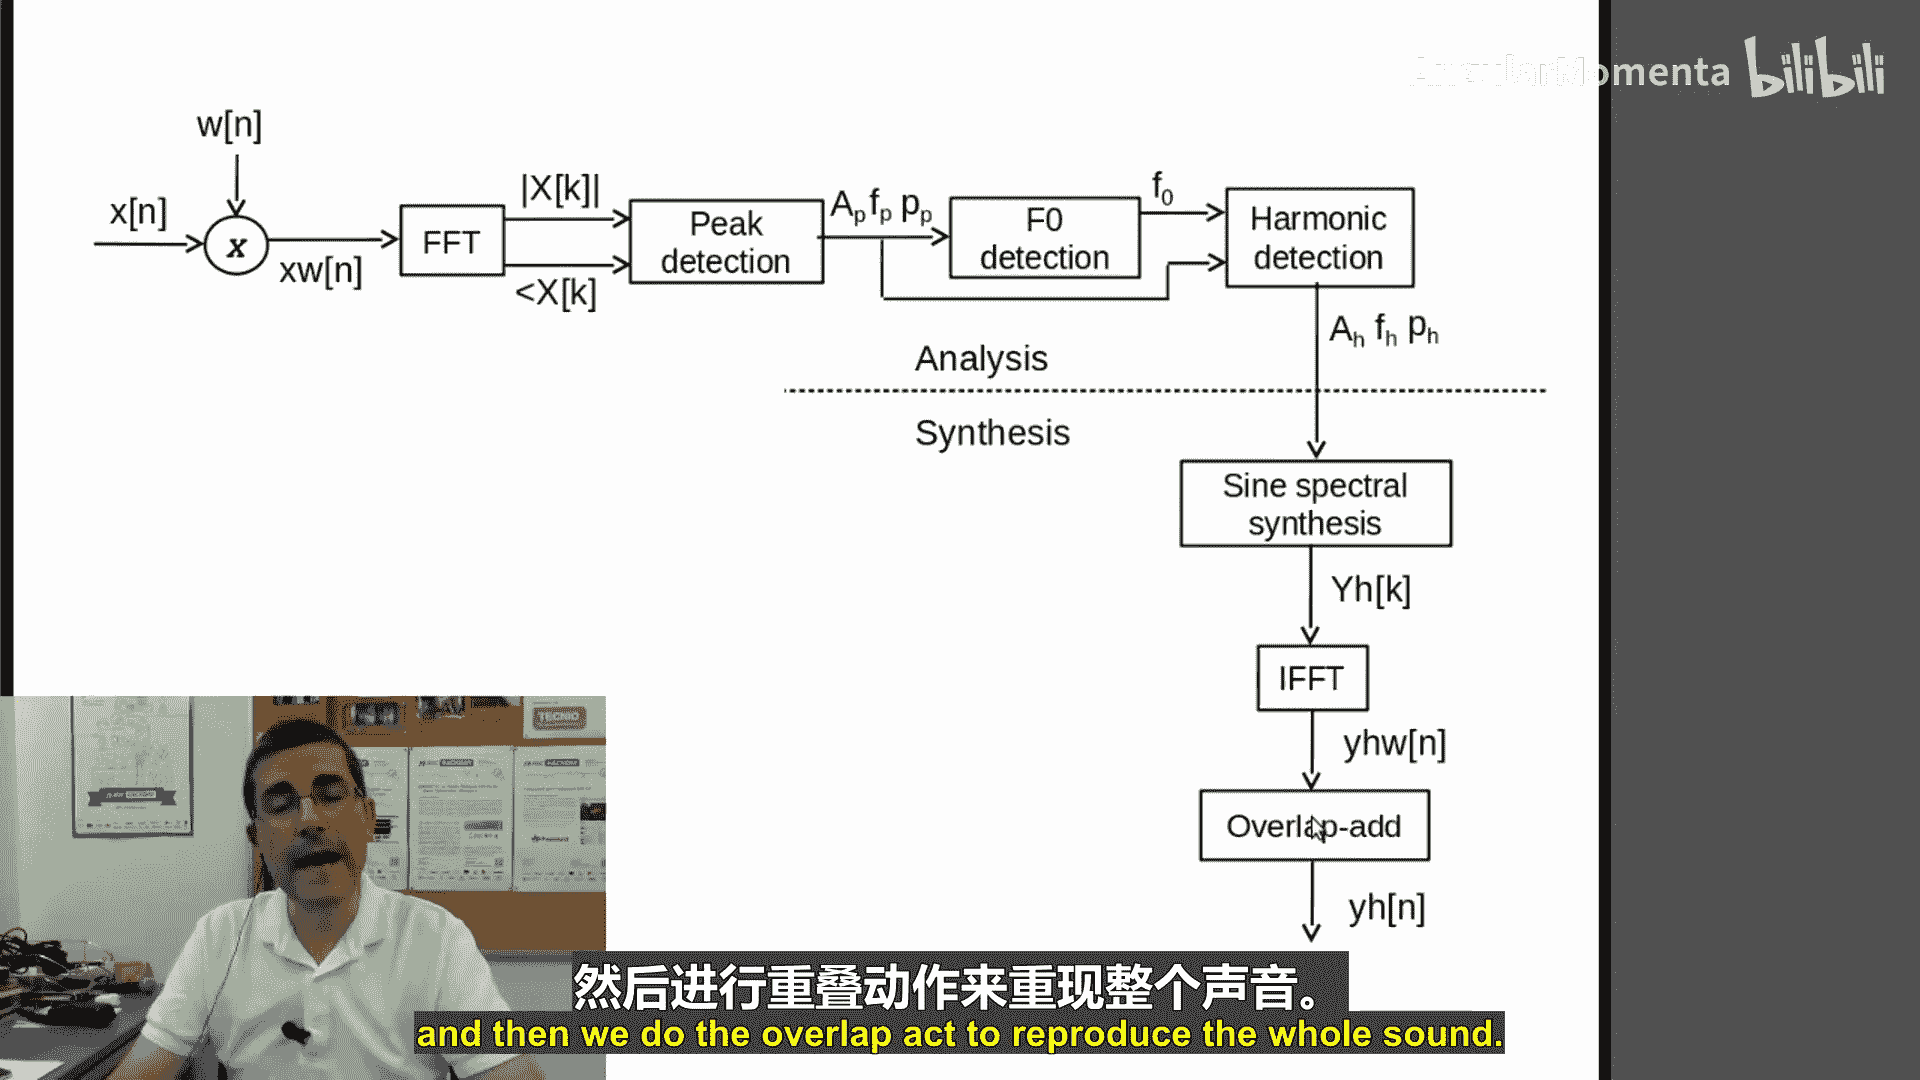 Momenta bilibili
w[n]
x[n]
x
xw[n]
FFT
|X[k]|
<X[k]
Peak
detection
Ap fp pp
F0
detection
f0
Harmonic
detection
Ah fh ph
Analysis
Synthesis
Sine spectral
synthesis
Yh[k]
IFFT
yhw[n]
Overlap-add
yh[n]
TECNIO
然后进行重叠动作来重现整个声音。
and then we do the overlap act to reproduce the whole sound.